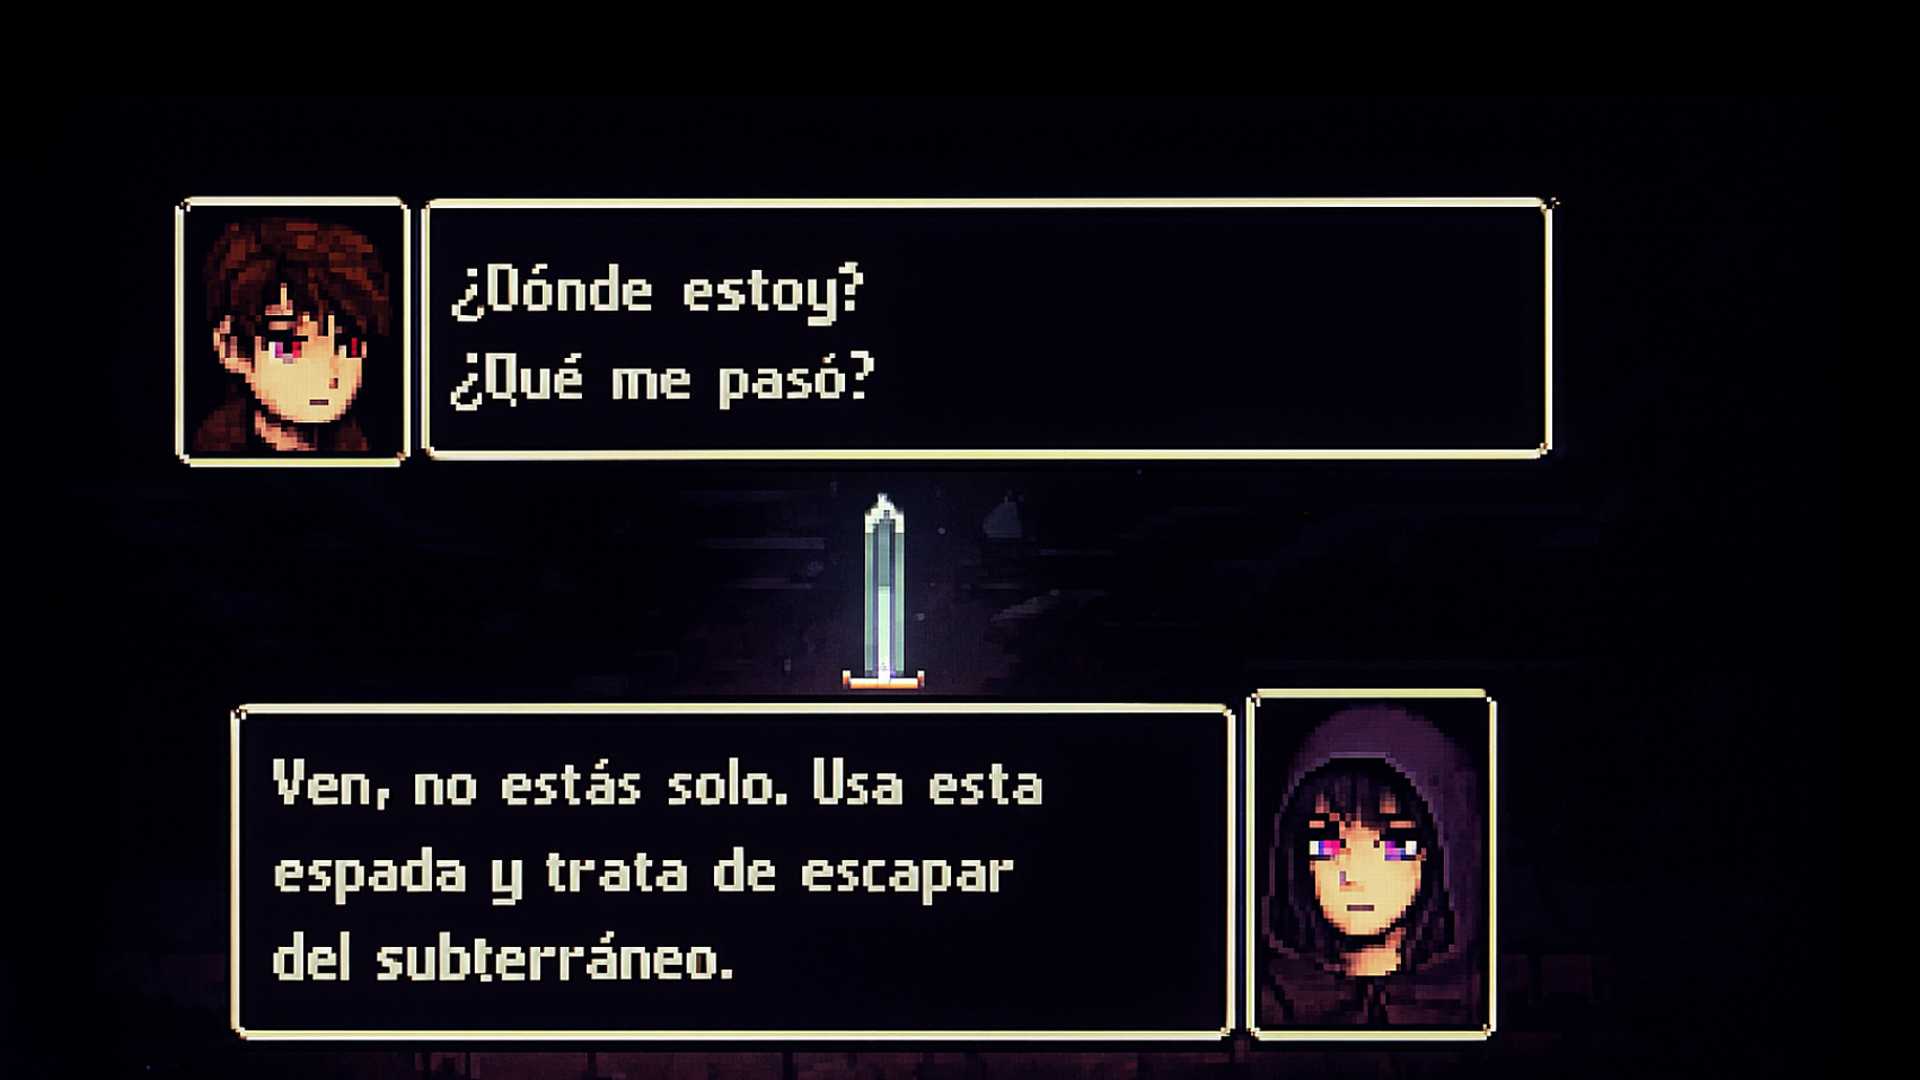 ¿Dónde estoy?
¿Qué me pasó?
Ven, no estás solo. Usa esta
espada y trata de escapar
del subterráneo.